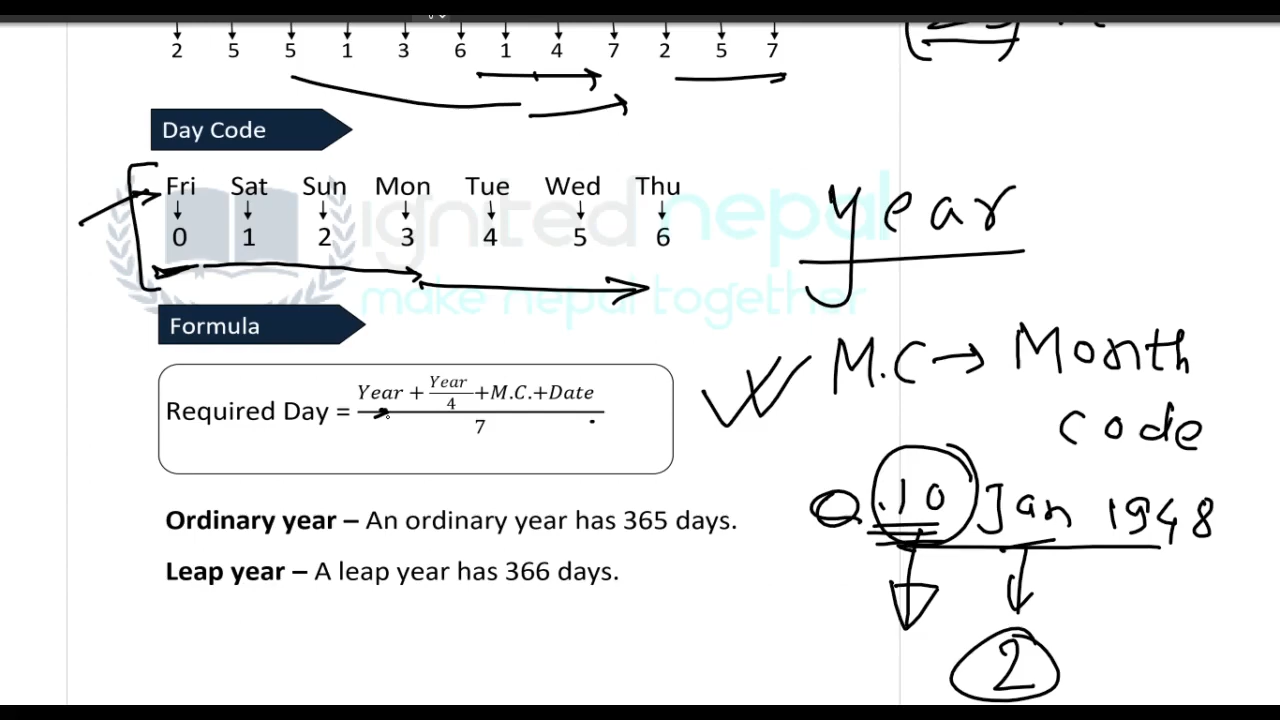 2 5 5 1 3 6 1 4 7 2 5 7
Day Code
Fri Sat Sun Mon Tue Wed Thu
0 1 2 3 4 5 6
ignited nepal
make nepal together
year
Formula
M.C → Month
code
Required Day = \frac{Year + \frac{Year}{4} + M.C. + Date}{7}
Q. 10 Jan 1948
Ordinary year – An ordinary year has 365 days.
Leap year – A leap year has 366 days.
2